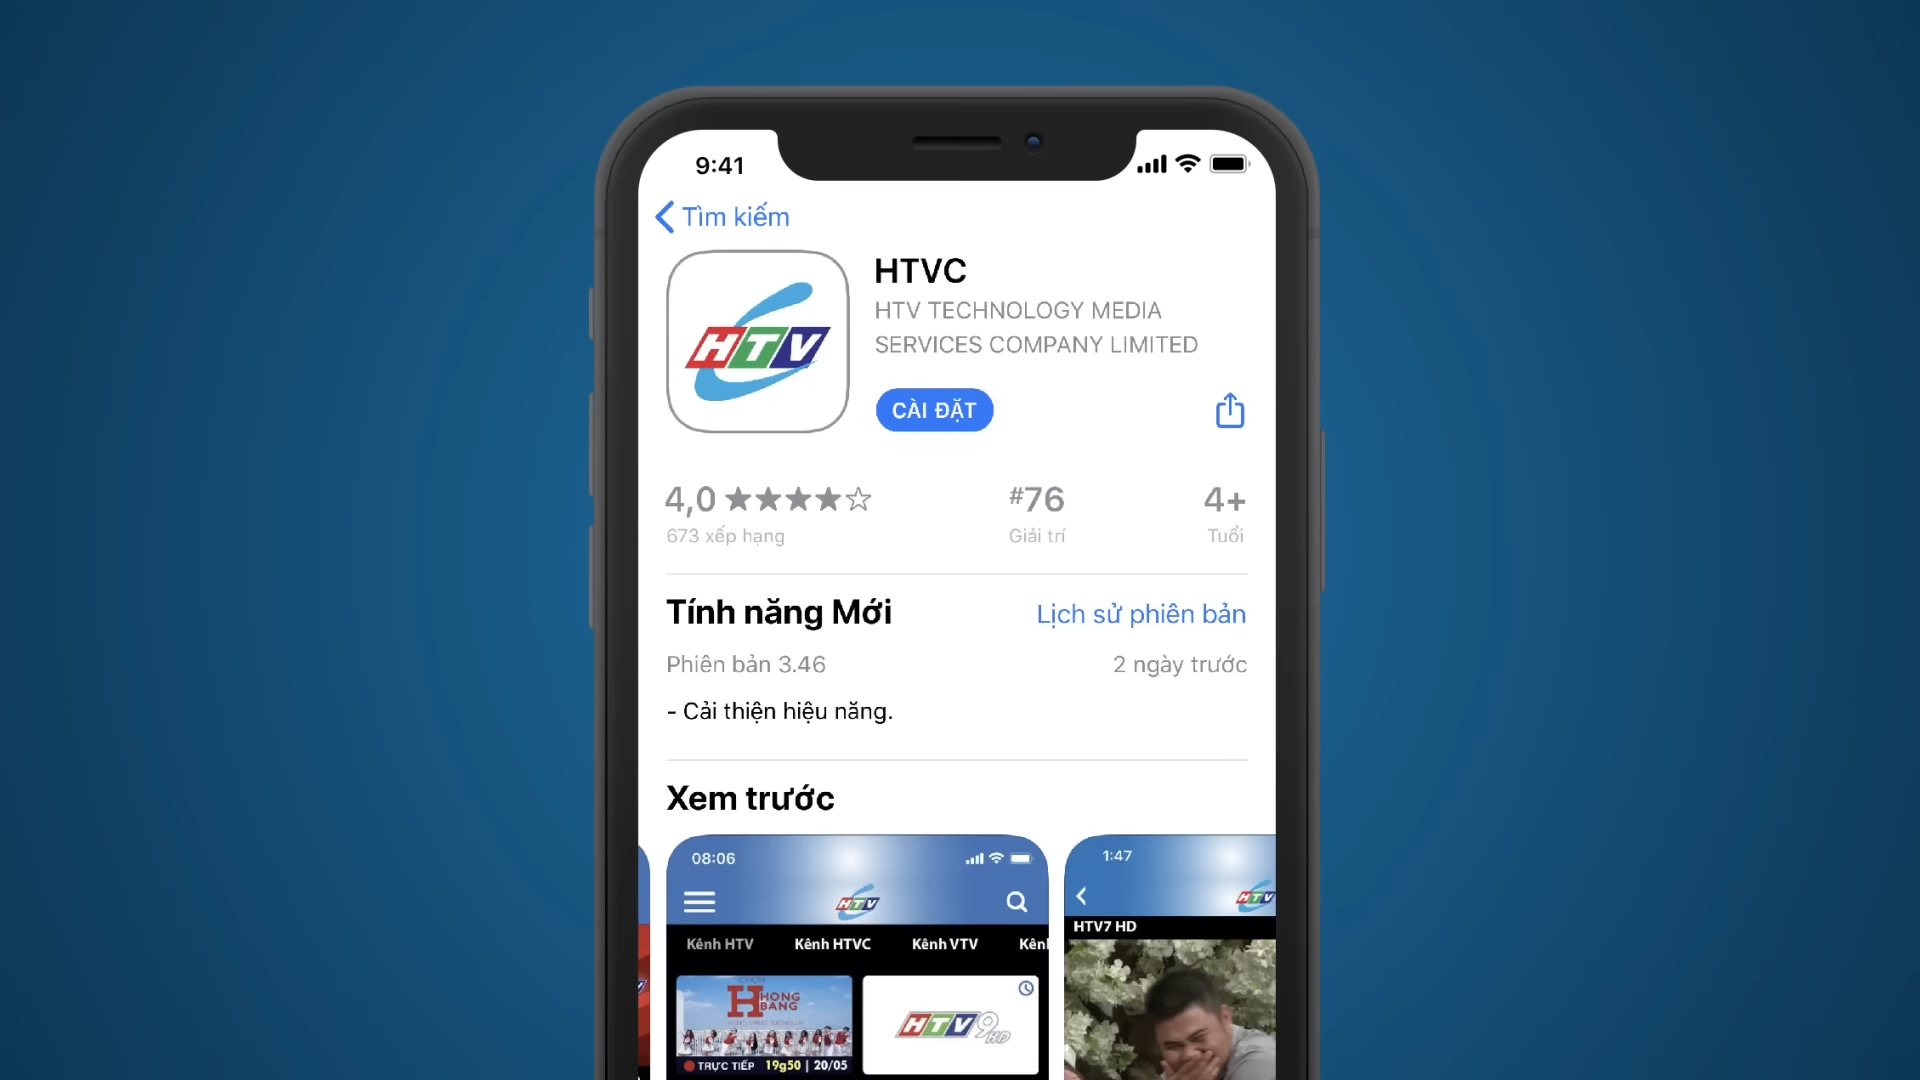 9:41
Tìm kiếm
HTV
HTVC
HTV TECHNOLOGY MEDIA
SERVICES COMPANY LIMITED
CÀI ĐẶT
4,0
673 xếp hạng
#76
Giải trí
4+
Tuổi
Tính năng Mới
Lịch sử phiên bản
Phiên bản 3.46
2 ngày trước
- Cải thiện hiệu năng.
Xem trước
08:06
HTV
Kênh HTV
Kênh HTVC
Kênh VTV
HONG
BANG
TRỰC TIẾP 19g50 | 20/05
HTV9
HD
1:47
HTV
HTV7 HD